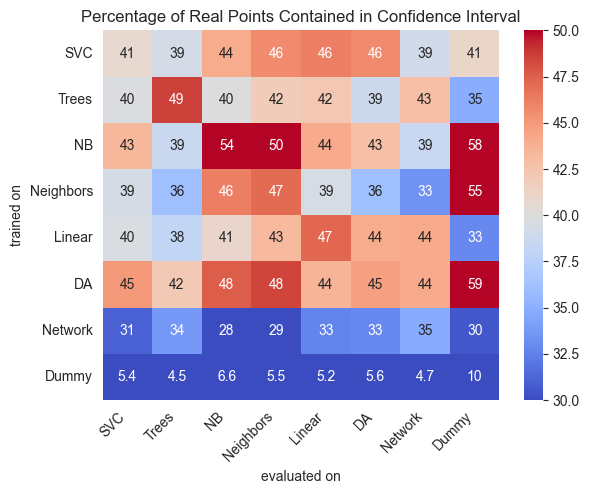 Percentage of Real Points Contained in Confidence Interval
trained on
SVC 41 39 44 46 46 46 39 41
Trees 40 49 40 42 42 39 43 35
NB 43 39 54 50 44 43 39 58
Neighbors 39 36 46 47 39 36 33 55
Linear 40 38 41 43 47 44 44 33
DA 45 42 48 48 44 45 44 59
Network 31 34 28 29 33 33 35 30
Dummy 5.4 4.5 6.6 5.5 5.2 5.6 4.7 10
SVC Trees NB Neighbors Linear DA Network Dummy
evaluated on
50.0
47.5
45.0
42.5
40.0
37.5
35.0
32.5
30.0